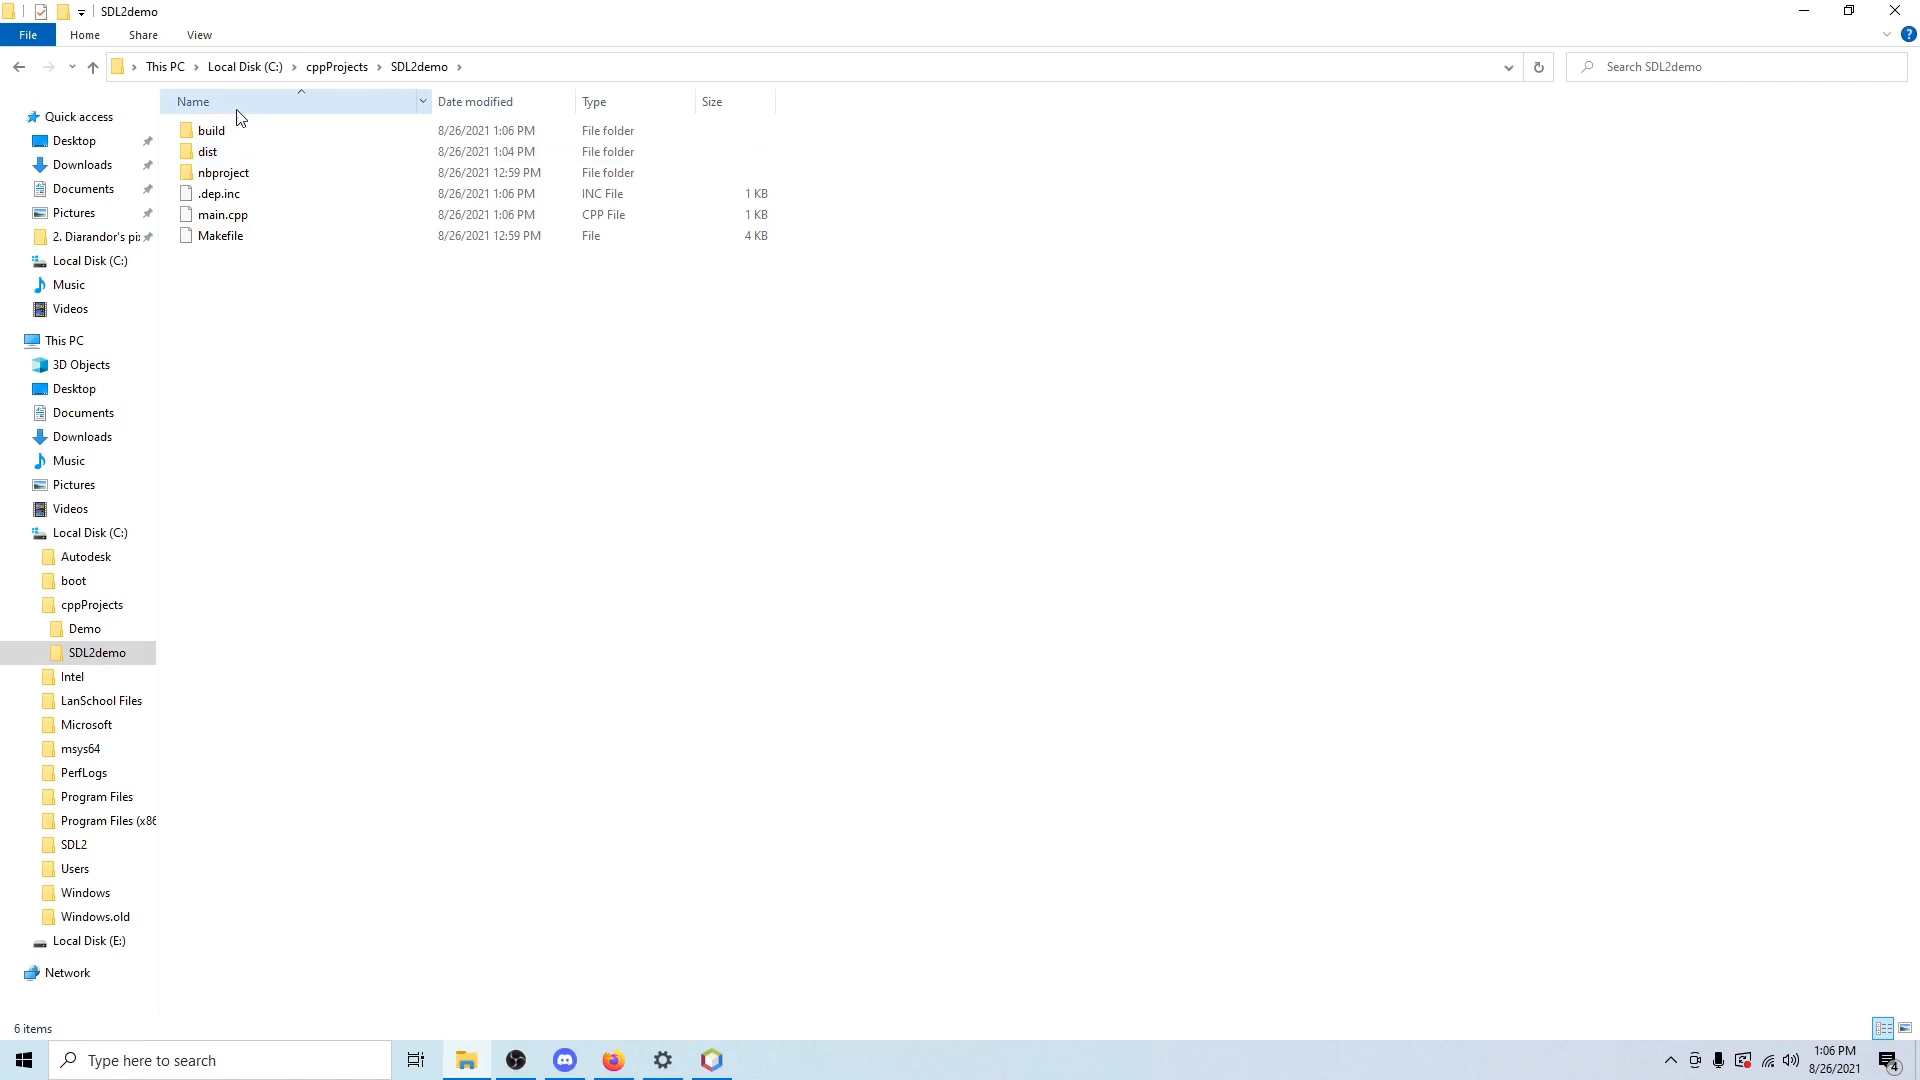 SDL2demo
File Home Share View
This PC Local Disk (C:) cppProjects SDL2demo
Search SDL2demo
Name Date modified Type Size
build 8/26/2021 1:06 PM File folder
dist 8/26/2021 1:04 PM File folder
nbproject 8/26/2021 12:59 PM File folder
.dep.inc 8/26/2021 1:06 PM INC File 1 KB
main.cpp 8/26/2021 1:06 PM CPP File 1 KB
Makefile 8/26/2021 12:59 PM File 4 KB
Quick access
Desktop
Downloads
Documents
Pictures
2. Diarandor's pi
Local Disk (C:)
Music
Videos
This PC
3D Objects
Desktop
Documents
Downloads
Music
Pictures
Videos
Local Disk (C:)
Autodesk
boot
cppProjects
Demo
SDL2demo
Intel
LanSchool Files
Microsoft
msys64
PerfLogs
Program Files
Program Files (x86
SDL2
Users
Windows
Windows.old
Local Disk (E:)
Network
6 items
Type here to search
1:06 PM
8/26/2021
4